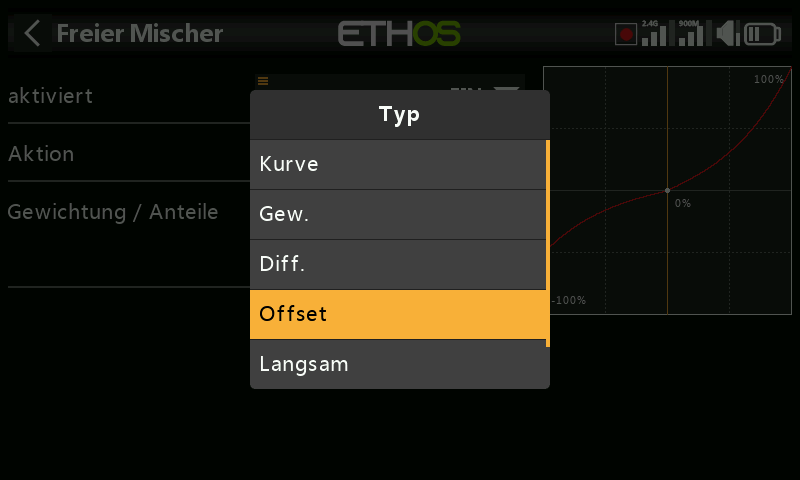 Freier Mischer
ETHOS
2.4G
900M
aktiviert
Aktion
Gewichtung / Anteile
Typ
Kurve
Gew.
Diff.
Offset
Langsam
100%
0%
-100%